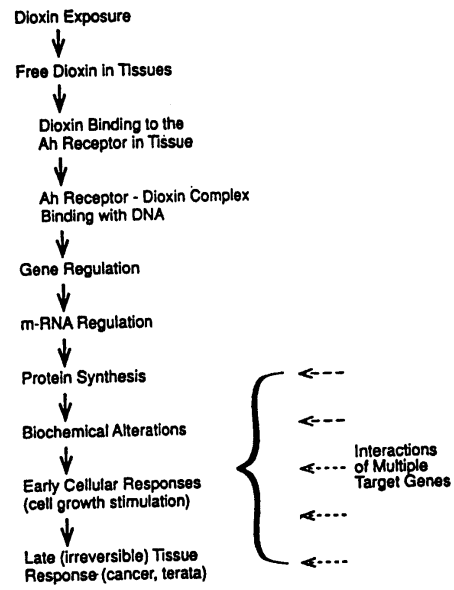 Dioxin Exposure
Free Dioxin in Tissues
Dioxin Binding to the
Ah Receptor in Tissue
Ah Receptor - Dioxin Complex
Binding with DNA
Gene Regulation
m-RNA Regulation
Protein Synthesis
Biochemical Alterations
Early Cellular Responses
(cell growth stimulation)
Late (irreversible) Tissue
Response (cancer, terata)
Interactions
of Multiple
Target Genes